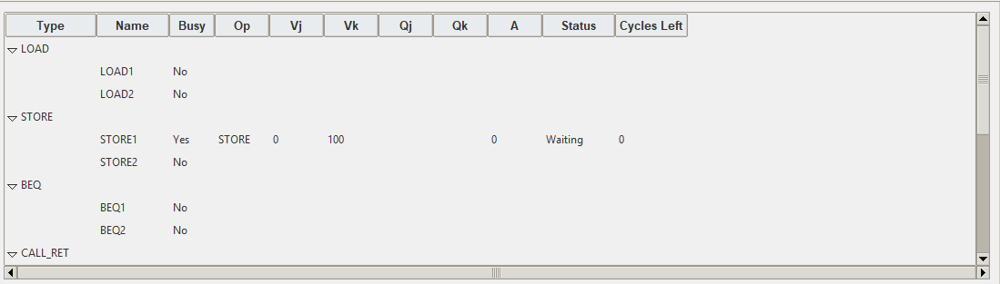 Type Name Busy Op Vj Vk Qj Qk A Status Cycles Left
LOAD
LOAD1 No
LOAD2 No
STORE
STORE1 Yes STORE 0 100 0 Waiting 0
STORE2 No
BEQ
BEQ1 No
BEQ2 No
CALL_RET